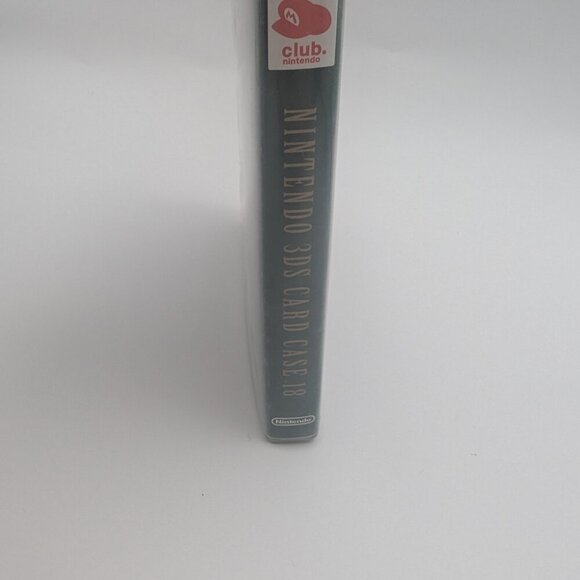 M
club.
nintendo
NINTENDO 3DS CARD CASE 18
Nintendo